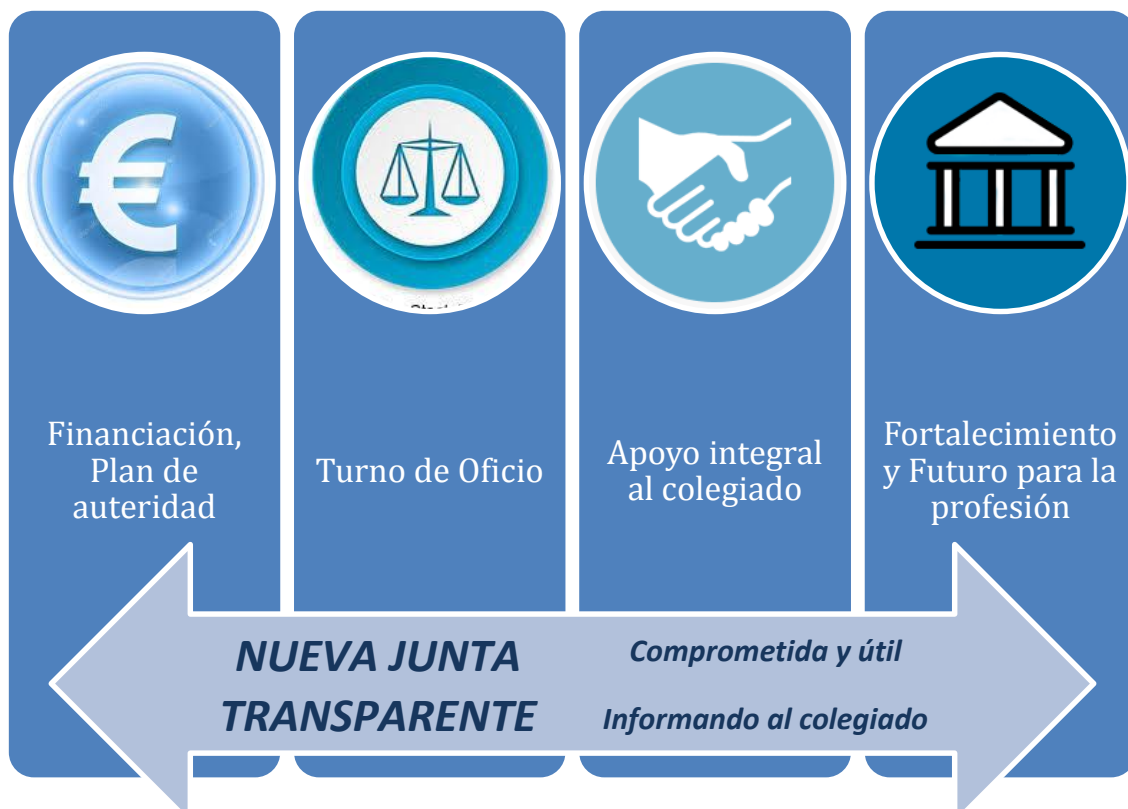 Financiación,
Plan de
auteridad
Turno de Oficio
Apoyo integral
al colegiado
Fortalecimiento
y Futuro para la
profesión
NUEVA JUNTA
TRANSPARENTE
Comprometida y útil
Informando al colegiado